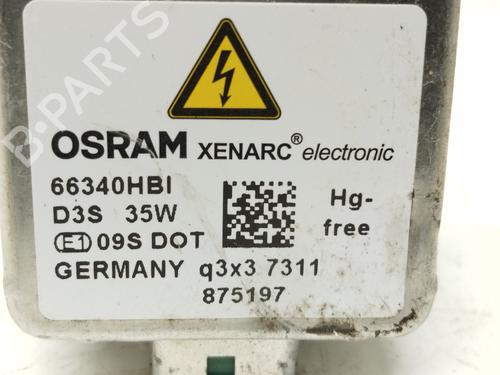 OSRAM XENARC® electronic
66340HBI
D3S 35W
Hg-
free
E1 09S DOT
GERMANY q3x3 7311
875197
B-PARTS